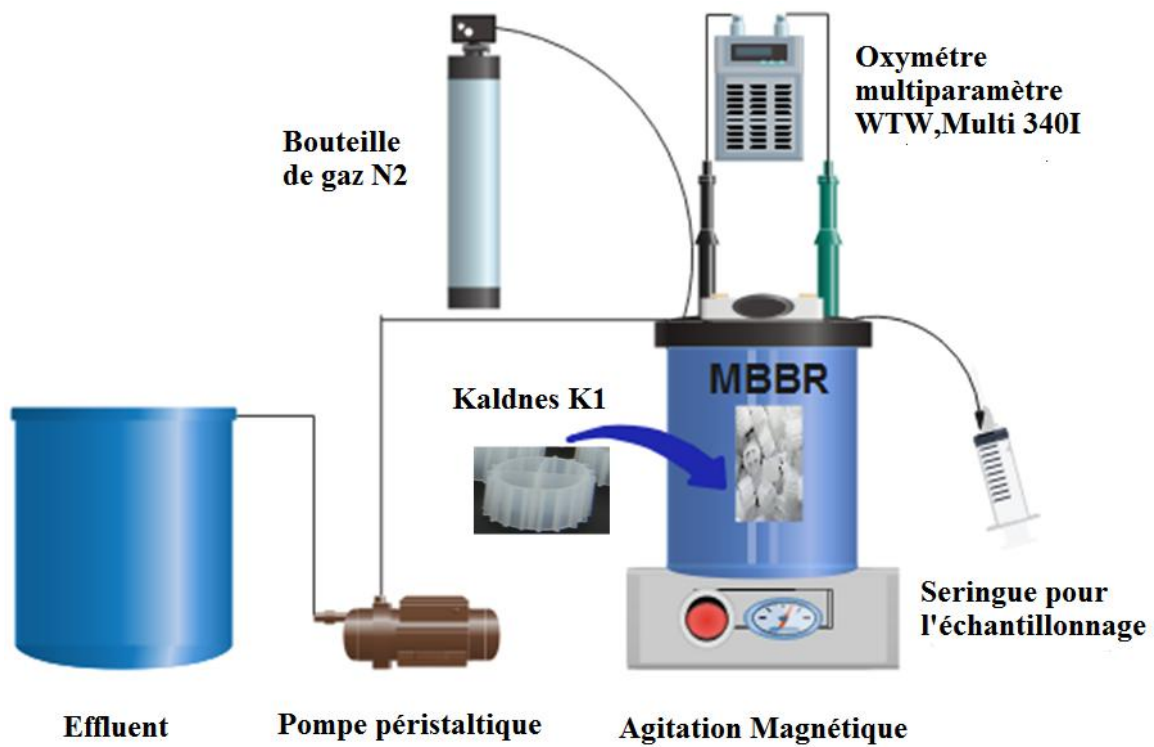 Oxymétre
multiparamètre
WTW,Multi 340I
Bouteille
de gaz N2
MBBR
Kaldnes K1
Seringue pour
l'échantillonnage
Effluent
Pompe péristaltique
Agitation Magnétique